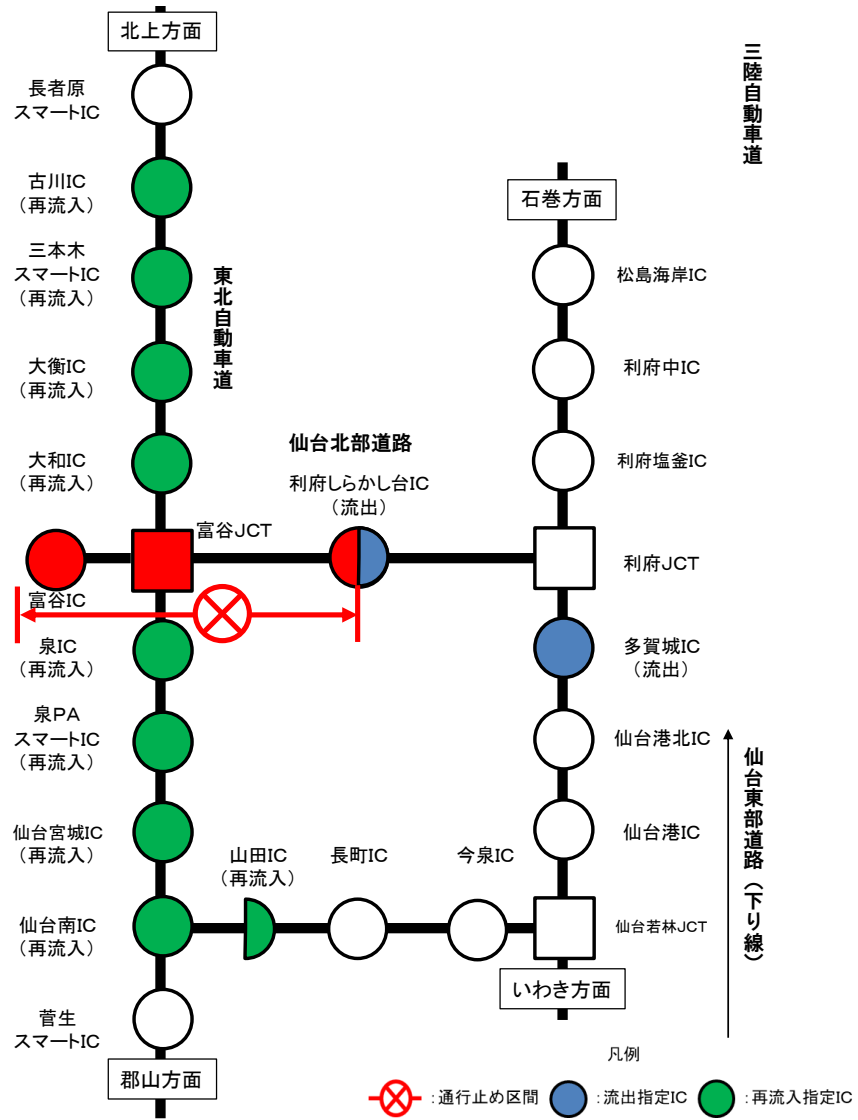 北上方面
長者原
スマートIC
古川IC
(再流入)
三本木
スマートIC
(再流入)
大衡IC
(再流入)
大和IC
(再流入)
東北自動車道
富谷JCT
富谷IC
泉IC
(再流入)
泉PA
スマートIC
(再流入)
仙台宮城IC
(再流入)
仙台南IC
(再流入)
菅生
スマートIC
郡山方面
仙台北部道路
利府しらかし台IC
(流出)
山田IC
(再流入)
長町IC
今泉IC
三陸自動車道
石巻方面
松島海岸IC
利府中IC
利府塩釜IC
利府JCT
多賀城IC
(流出)
仙台港北IC
仙台港IC
仙台若林JCT
いわき方面
仙台東部道路(下り線)
凡例
:通行止め区間
:流出指定IC
:再流入指定IC